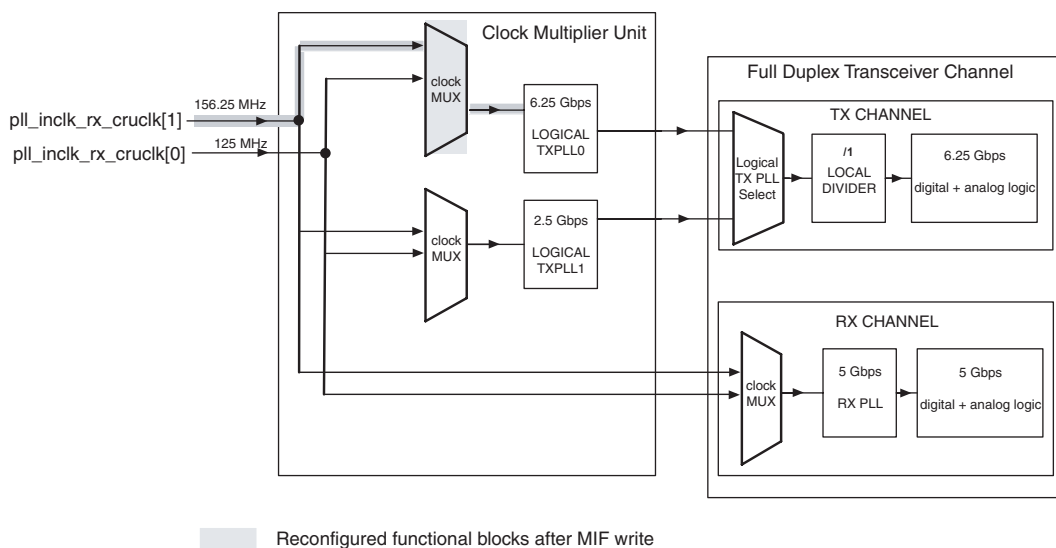 Clock Multiplier Unit
clock
MUX
6.25 Gbps
LOGICAL
TXPLL0
156.25 MHz
pll_inclk_rx_cruclk[1]
125 MHz
pll_inclk_rx_cruclk[0]
clock
MUX
2.5 Gbps
LOGICAL
TXPLL1
Full Duplex Transceiver Channel
TX CHANNEL
Logical
TX PLL
Select
/1
LOCAL
DIVIDER
6.25 Gbps
digital + analog logic
RX CHANNEL
clock
MUX
5 Gbps
RX PLL
5 Gbps
digital + analog logic
Reconfigured functional blocks after MIF write